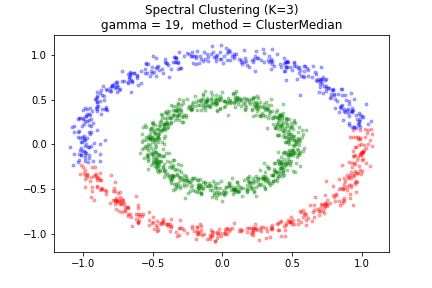 Spectral Clustering (K=3)
gamma = 19,  method = ClusterMedian
1.0
0.5
0.0
−0.5
−1.0
−1.0 −0.5 0.0 0.5 1.0